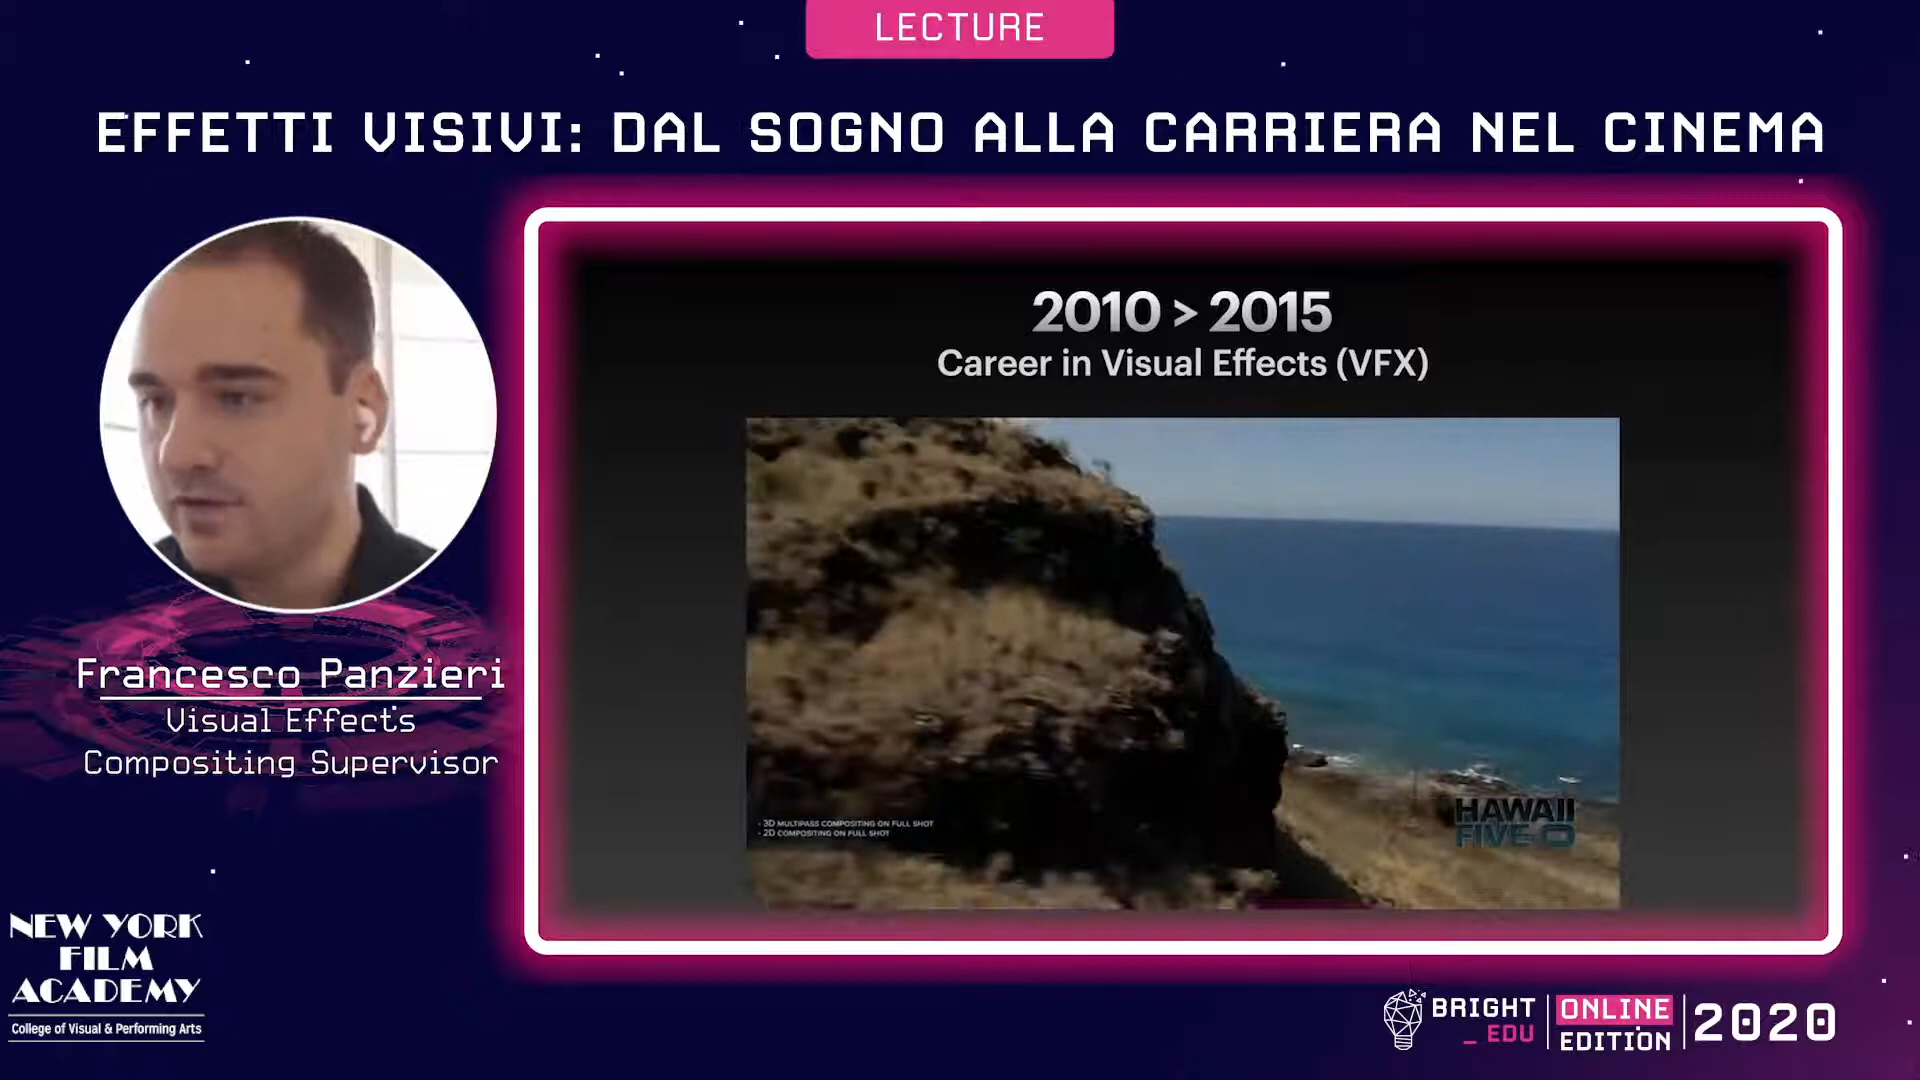 LECTURE
EFFETTI VISIVI: DAL SOGNO ALLA CARRIERA NEL CINEMA
2010 > 2015
Career in Visual Effects (VFX)
- 3D MULTIPASS COMPOSITING ON FULL SHOT
- 2D COMPOSITING ON FULL SHOT
HAWAII
FIVE-O
Francesco Panzieri
Visual Effects
Compositing Supervisor
NEW YORK
FILM
ACADEMY
College of Visual & Performing Arts
BRIGHT
_ EDU
ONLINE
EDITION
2020